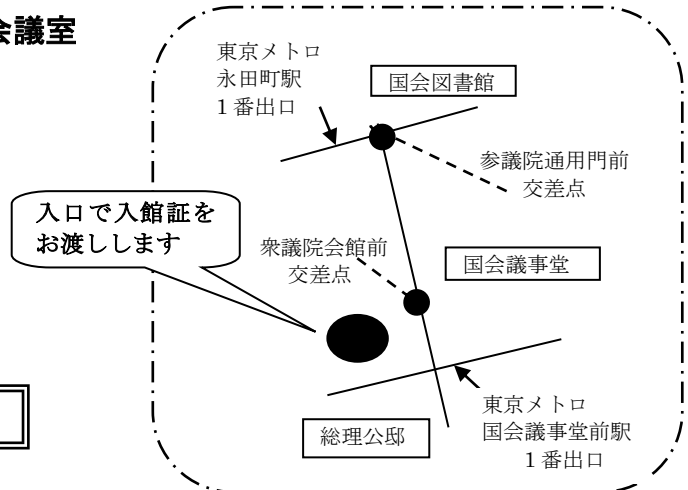 会議室
東京メトロ
永田町駅
1番出口
国会図書館
参議院通用門前
交差点
入口で入館証を
お渡しします
衆議院会館前
交差点
国会議事堂
東京メトロ
国会議事堂前駅
1番出口
総理公邸